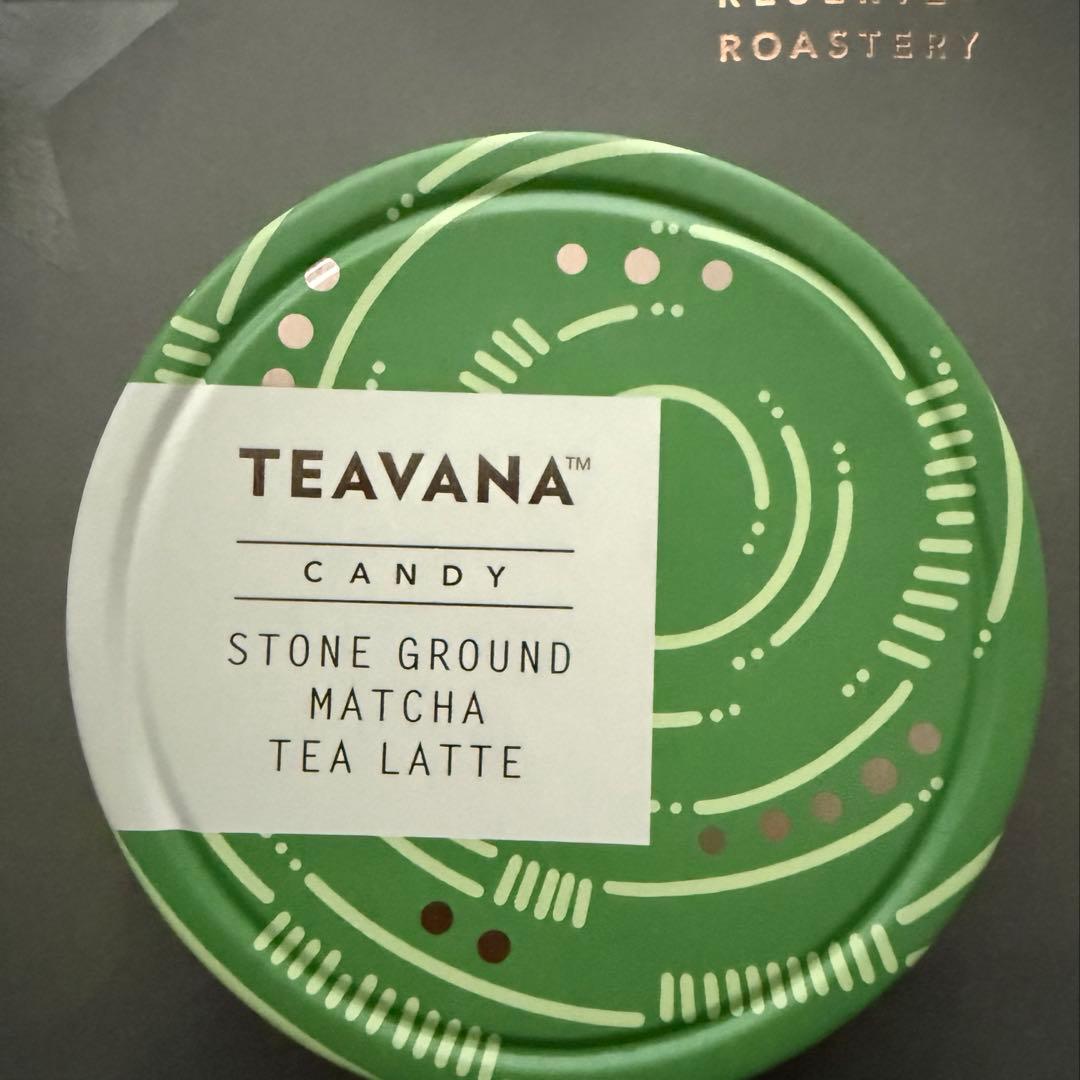 ROASTERY
TEAVANA™
CANDY
STONE GROUND
MATCHA
TEA LATTE